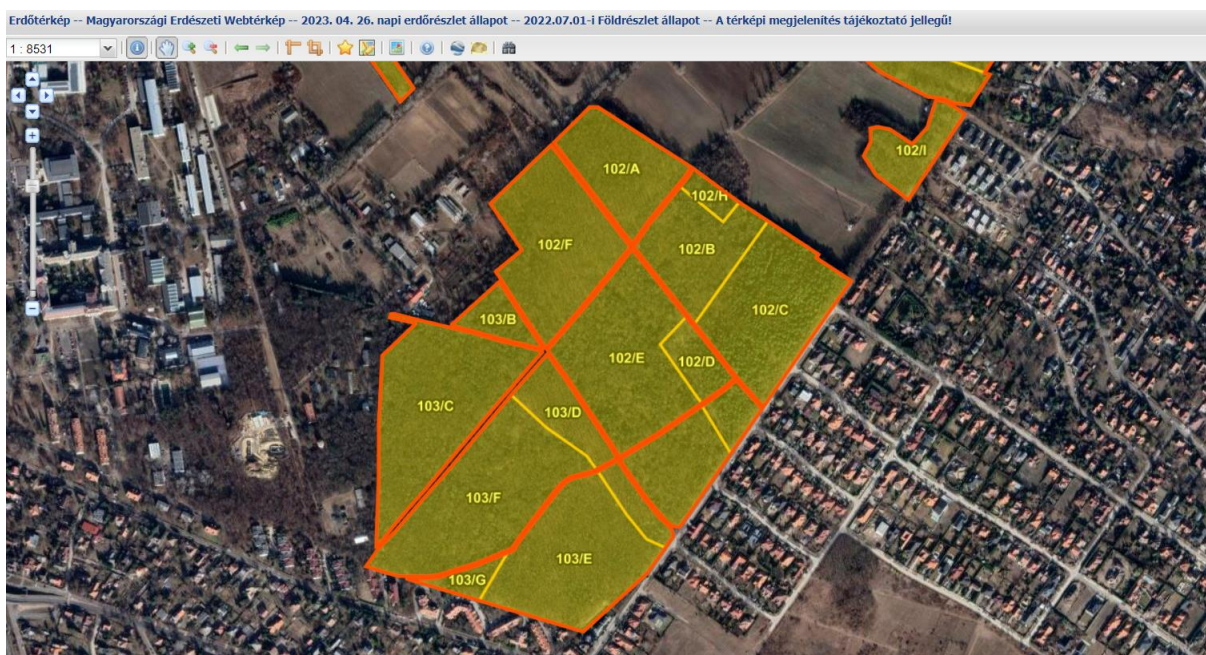 Erdőtérkép -- Magyarországi Erdészeti Webtérkép -- 2023. 04. 26. napi erdőrészlet állapot -- 2022.07.01-i Földrészlet állapot -- A térképi megjelenítés tájékoztató jellegű!
1 : 8531
102/I
102/A
102/H
102/F
102/B
102/C
103/B
102/E
102/D
103/C
103/D
103/F
103/E
103/G